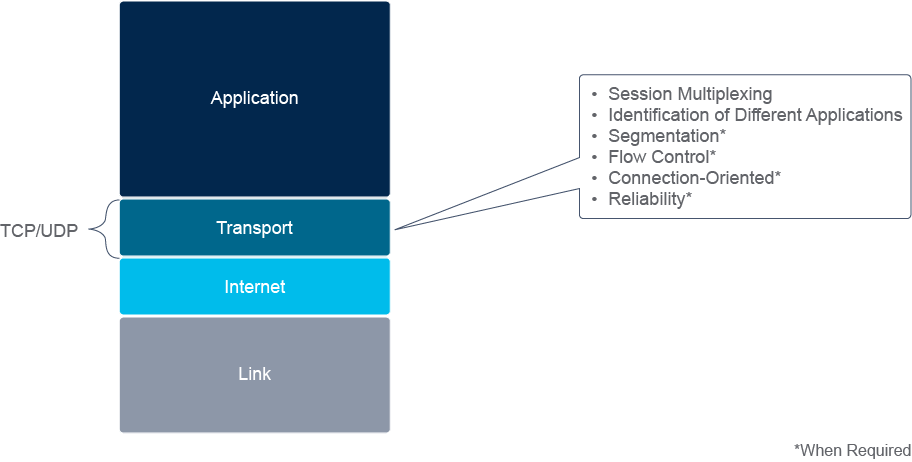 Application
TCP/UDP
Transport
Internet
Link
• Session Multiplexing
• Identification of Different Applications
• Segmentation*
• Flow Control*
• Connection-Oriented*
• Reliability*
*When Required